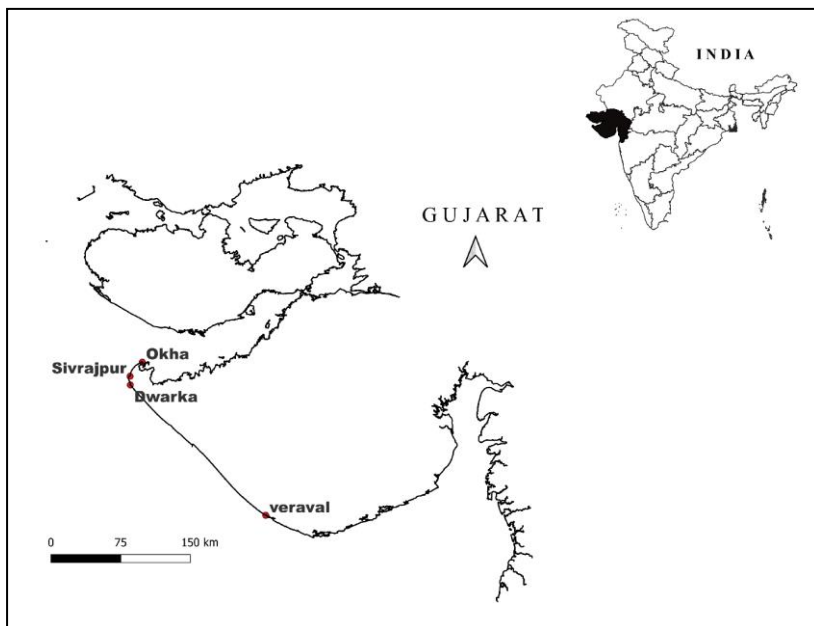 INDIA
GUJARAT
Okha
Sivrajpur
Dwarka
veraval
0 75 150 km